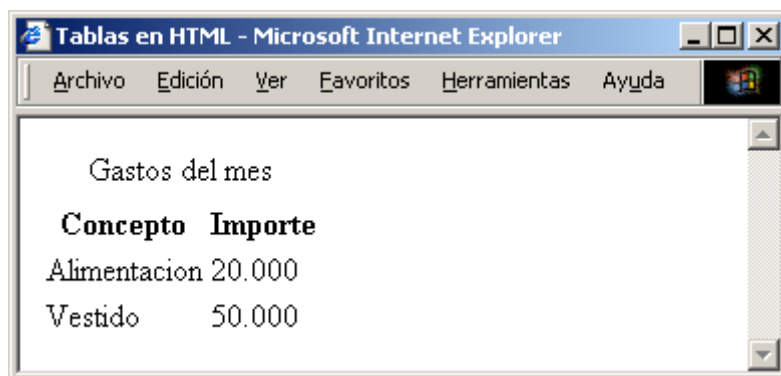 Tablas en HTML - Microsoft Internet Explorer
Archivo Edición Ver Favoritos Herramientas Ayuda
Gastos del mes
Concepto Importe
Alimentacion 20.000
Vestido 50.000